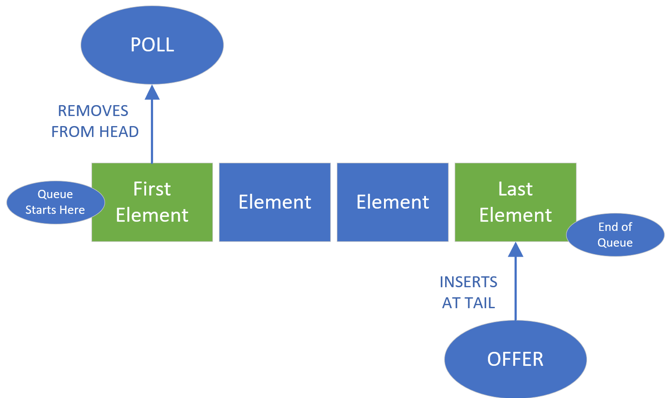 POLL
REMOVES
FROM HEAD
Queue
Starts Here
First
Element
Element
Element
Last
Element
End of
Queue
INSERTS
AT TAIL
OFFER